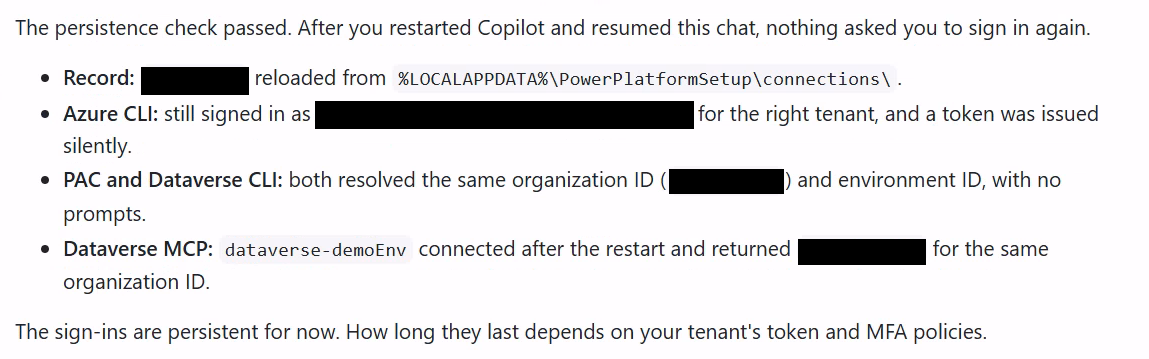 The persistence check passed. After you restarted Copilot and resumed this chat, nothing asked you to sign in again.
• Record: reloaded from %LOCALAPPDATA%\PowerPlatformSetup\connections\.
• Azure CLI: still signed in as for the right tenant, and a token was issued
silently.
• PAC and Dataverse CLI: both resolved the same organization ID ( ) and environment ID, with no
prompts.
• Dataverse MCP: dataverse-demoEnv connected after the restart and returned for the same
organization ID.
The sign-ins are persistent for now. How long they last depends on your tenant's token and MFA policies.